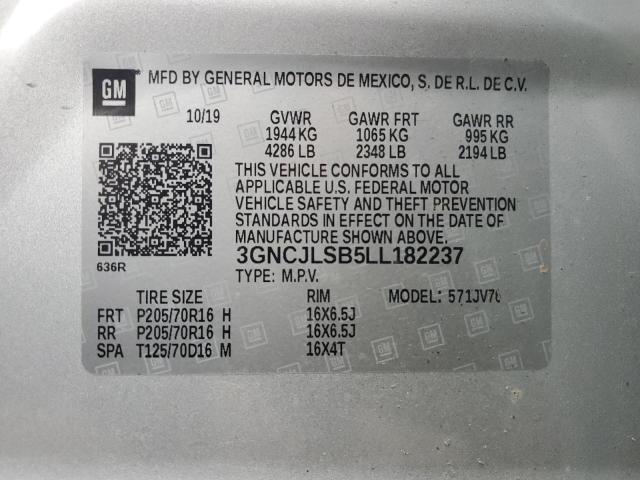 GM MFD BY GENERAL MOTORS DE MEXICO, S. DE R.L. DE C.V.
10/19 GVWR GAWR FRT GAWR RR
1944 KG 1065 KG 995 KG
4286 LB 2348 LB 2194 LB
THIS VEHICLE CONFORMS TO ALL
APPLICABLE U.S. FEDERAL MOTOR
VEHICLE SAFETY AND THEFT PREVENTION
STANDARDS IN EFFECT ON THE DATE OF
MANUFACTURE SHOWN ABOVE.
3GNCJLSB5LL182237
636R
TYPE: M.P.V.
TIRE SIZE RIM MODEL: 571JV76
FRT P205/70R16 H 16X6.5J
RR P205/70R16 H 16X6.5J
SPA T125/70D16 M 16X4T